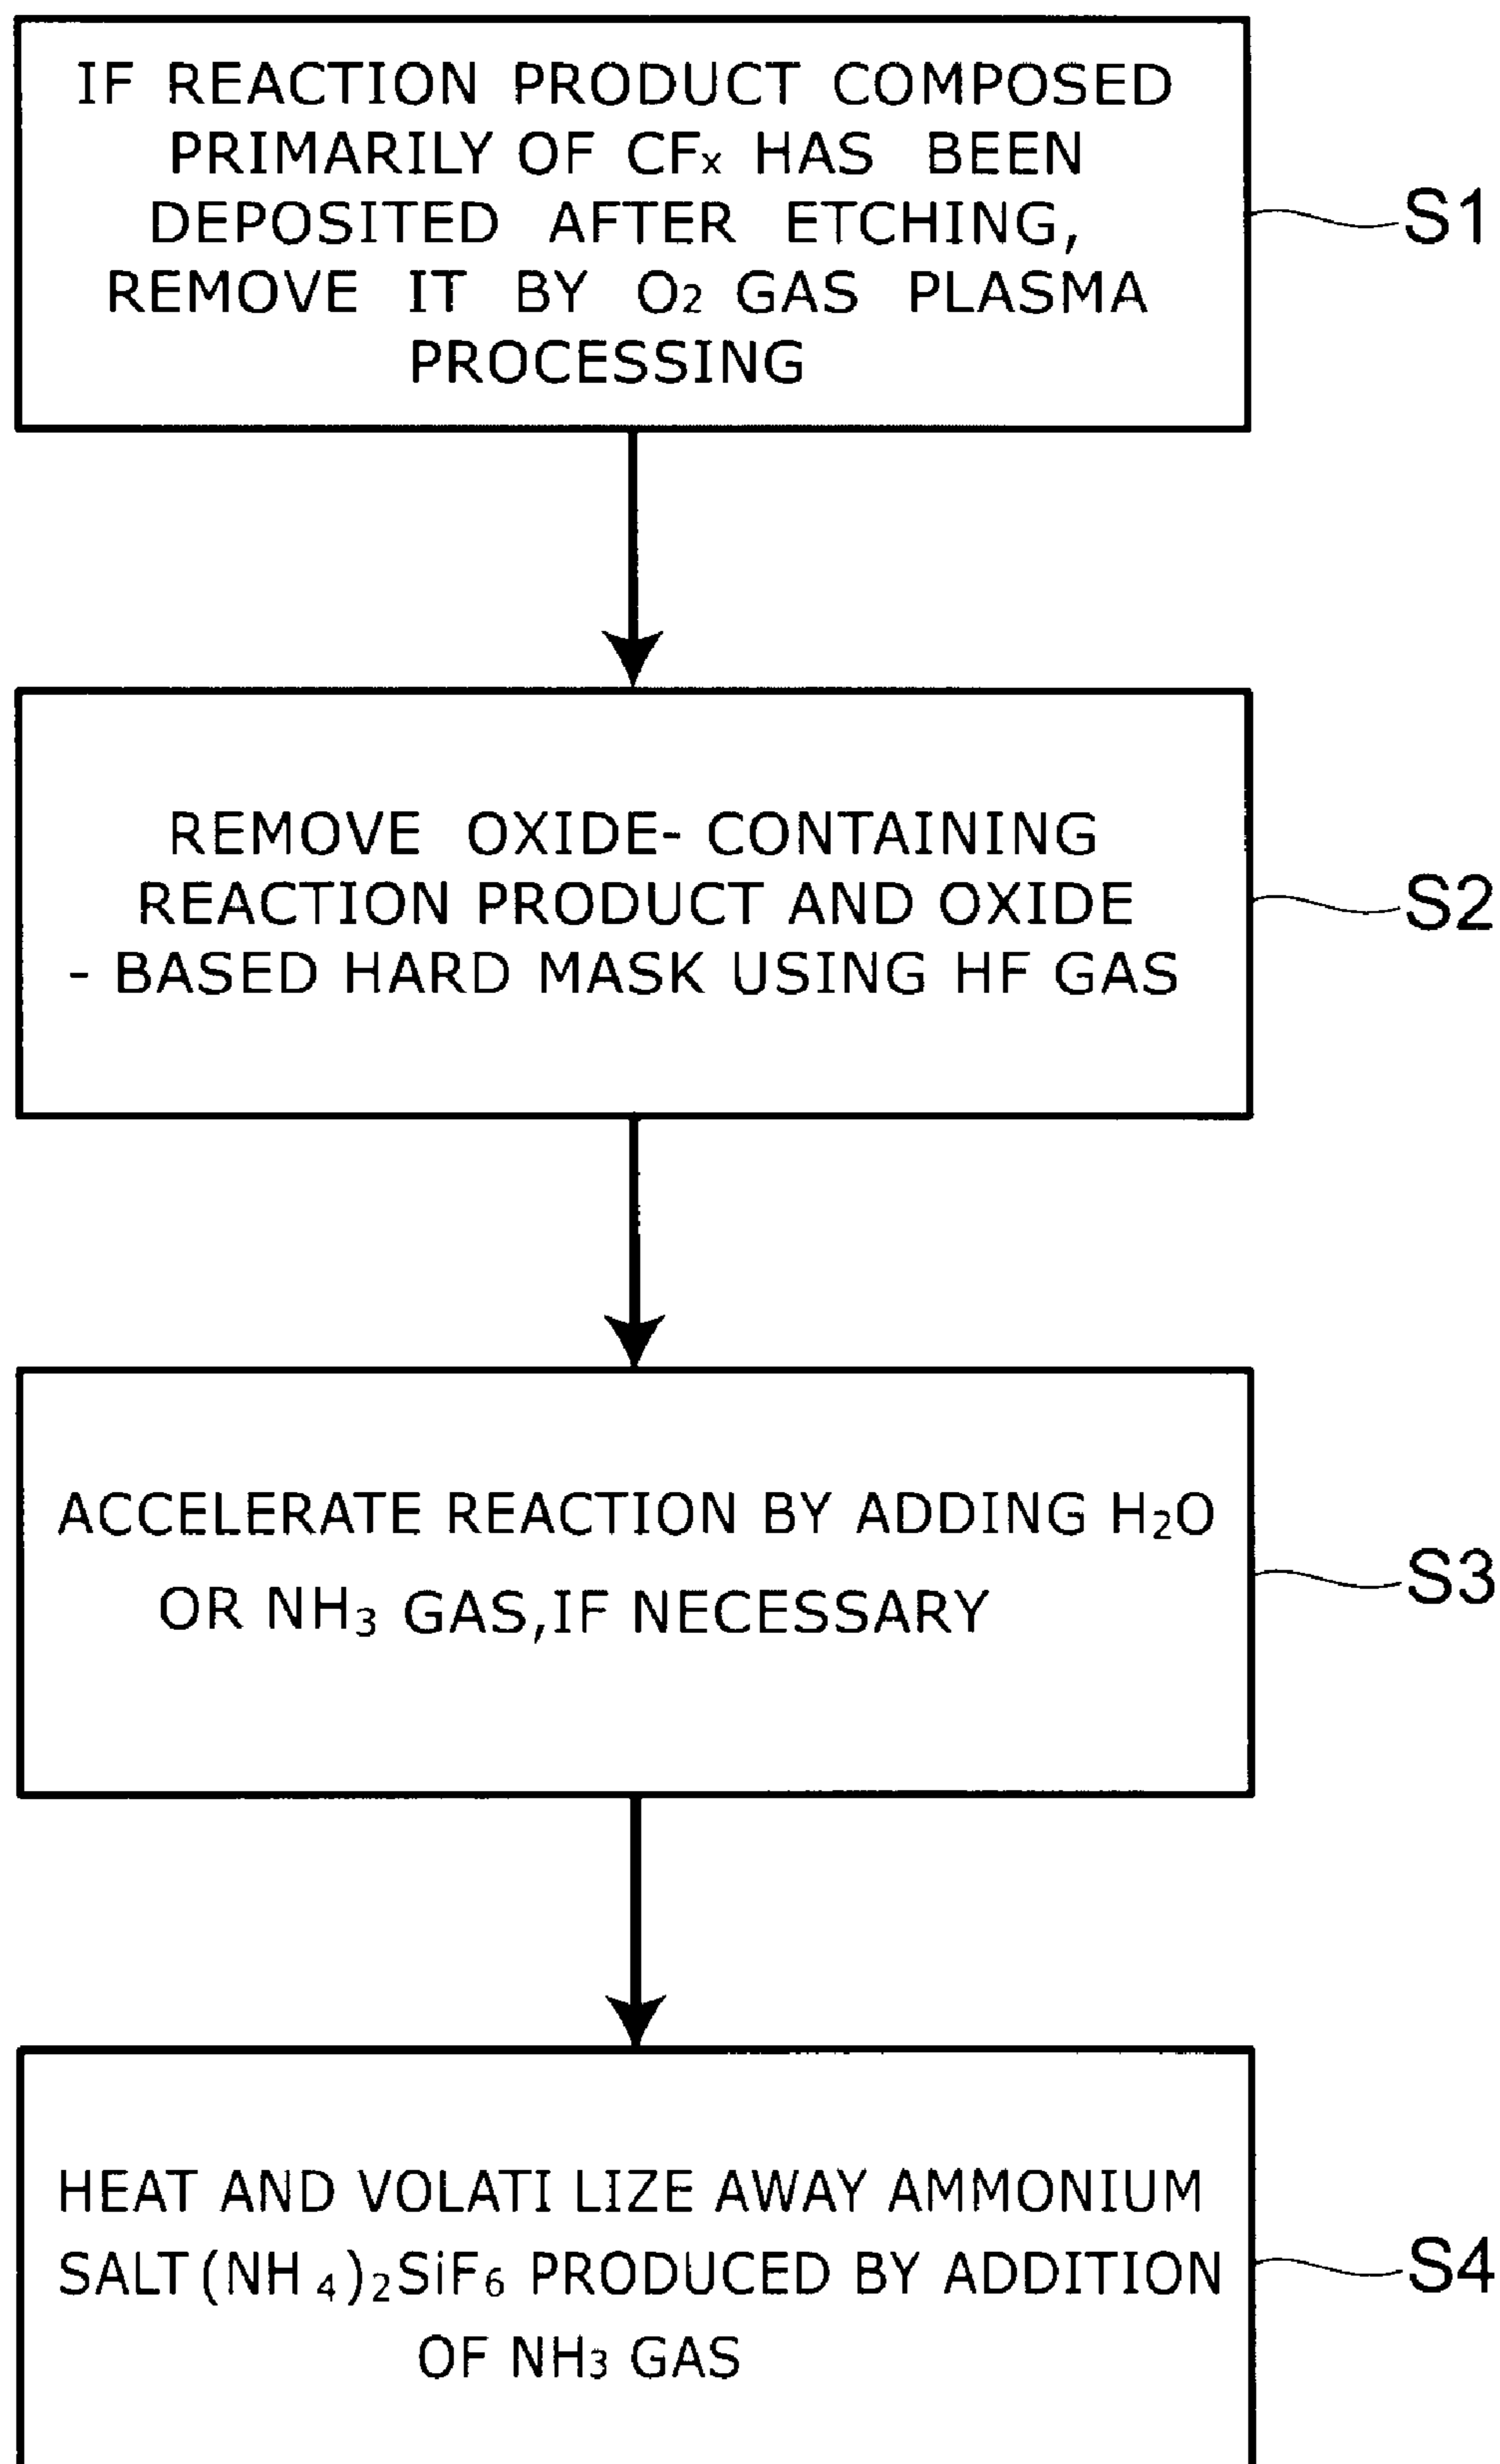 IF REACTION PRODUCT COMPOSED
PRIMARILY OF CFₓ HAS BEEN
DEPOSITED AFTER ETCHING,
REMOVE IT BY O₂ GAS PLASMA
PROCESSING
S1
REMOVE OXIDE- CONTAINING
REACTION PRODUCT AND OXIDE
- BASED HARD MASK USING HF GAS
S2
ACCELERATE REACTION BY ADDING H₂O
OR NH₃ GAS,IF NECESSARY
S3
HEAT AND VOLATI LIZE AWAY AMMONIUM
SALT(NH ₄)₂SiF₆ PRODUCED BY ADDITION
OF NH₃ GAS
S4